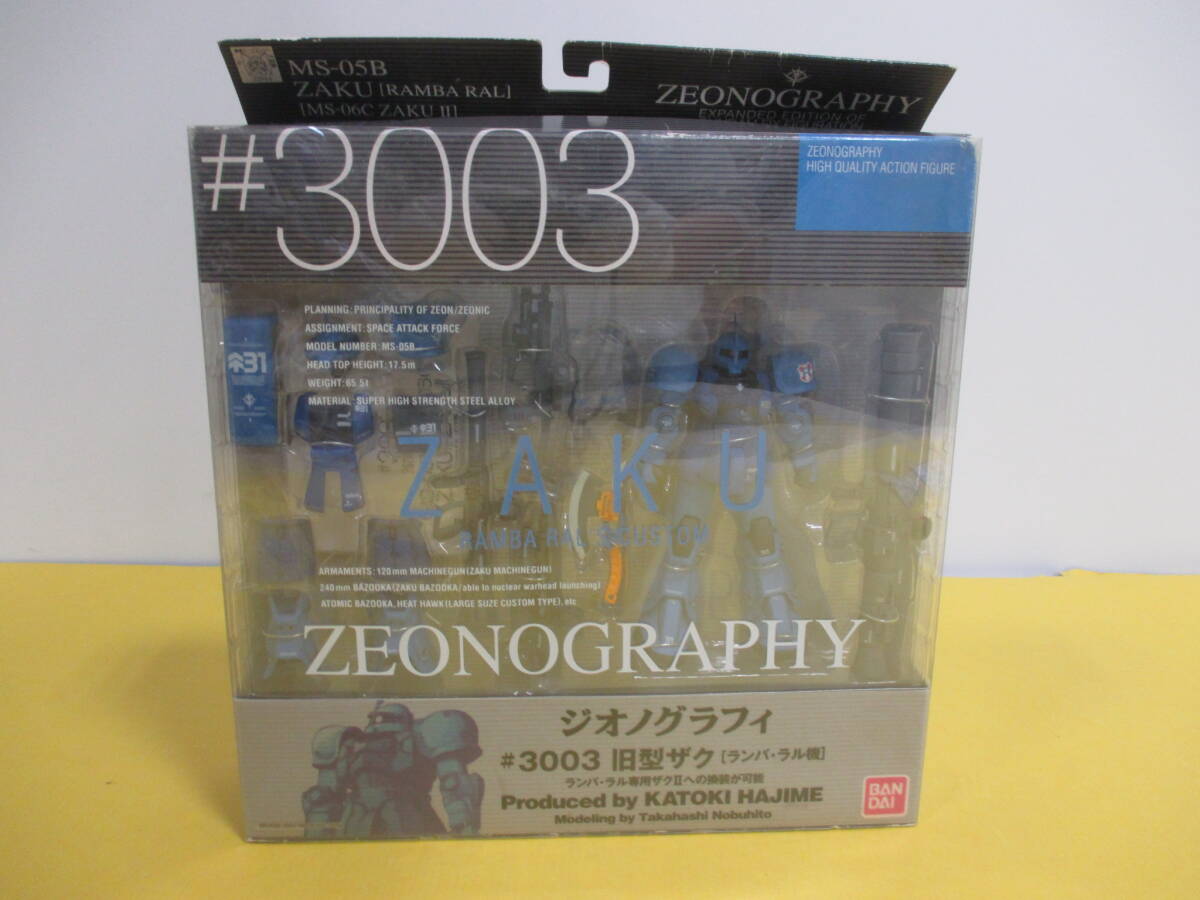 MS-05B
ZAKU [RAMBA RAL]
[MS-06C ZAKU II]
ZEONOGRAPHY
EXPANDED EDITION OF
#3003
ZEONOGRAPHY
HIGH QUALITY ACTION FIGURE
PLANNING: PRINCIPALITY OF ZEON/ZEONIC
ASSIGNMENT: SPACE ATTACK FORCE
MODEL NUMBER: MS-05B
HEAD TOP HEIGHT: 17.5m
WEIGHT: 65.5t
MATERIAL: SUPER HIGH STRENGTH STEEL ALLOY
31
31
ZAKU
RAMBA RAL'S CUSTOM
ARMAMENTS: 120mm MACHINEGUN(ZAKU MACHINEGUN)
240mm BAZOOKA(ZAKU BAZOOKA/able to nuclear warhead launching)
ATOMIC BAZOOKA, HEAT HAWK(LARGE SUZE CUSTOM TYPE), etc
ZEONOGRAPHY
ジオノグラフィ
#3003 旧型ザク [ランバ・ラル機]
ランバ・ラル専用ザクIIへの換装が可能
Produced by KATOKI HAJIME
Modeling by Takahashi Nobuhito
BAN
DAI